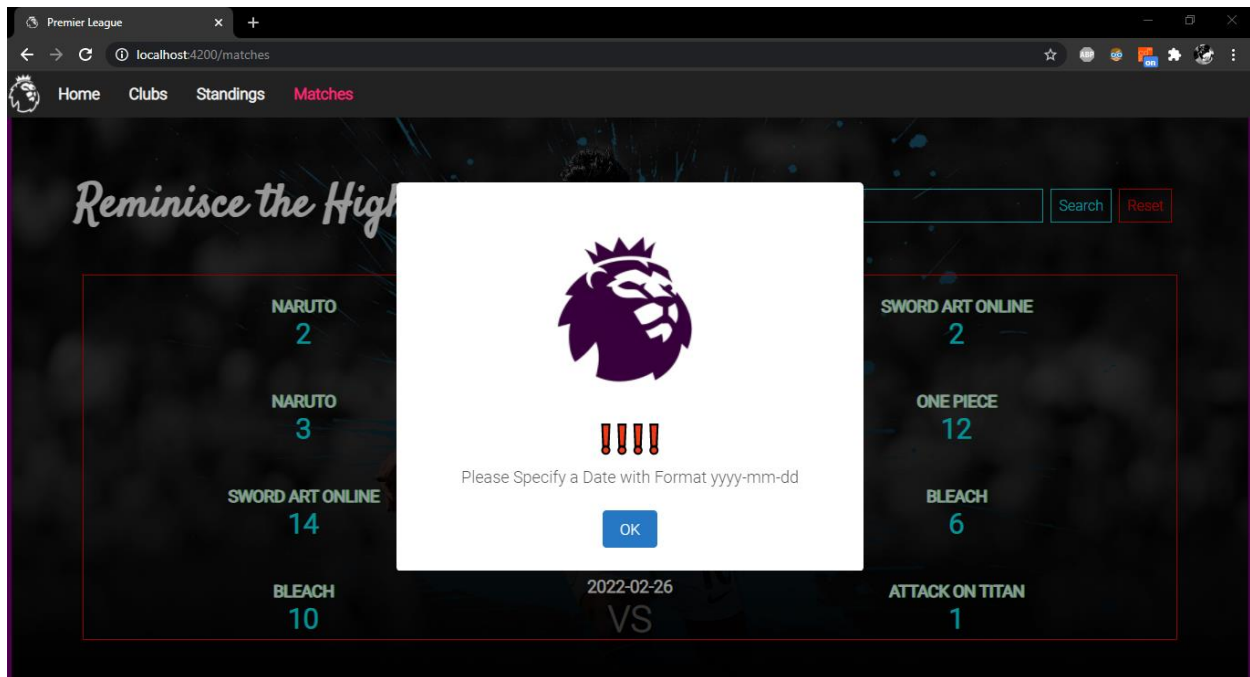 Premier League
localhost:4200/matches
ABP
ON
Home Clubs Standings Matches
Reminisce the High
Search Reset
NARUTO
2
SWORD ART ONLINE
2
NARUTO
3
ONE PIECE
12
SWORD ART ONLINE
14
BLEACH
6
BLEACH
10
2022-02-26
VS
ATTACK ON TITAN
1
!!!!
Please Specify a Date with Format yyyy-mm-dd
OK